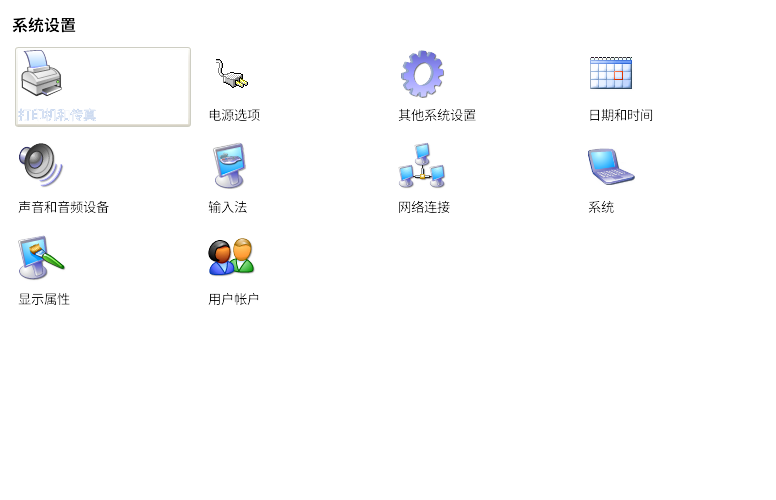 系统设置
打印机和传真
电源选项
其他系统设置
日期和时间
声音和音频设备
输入法
网络连接
系统
显示属性
用户帐户